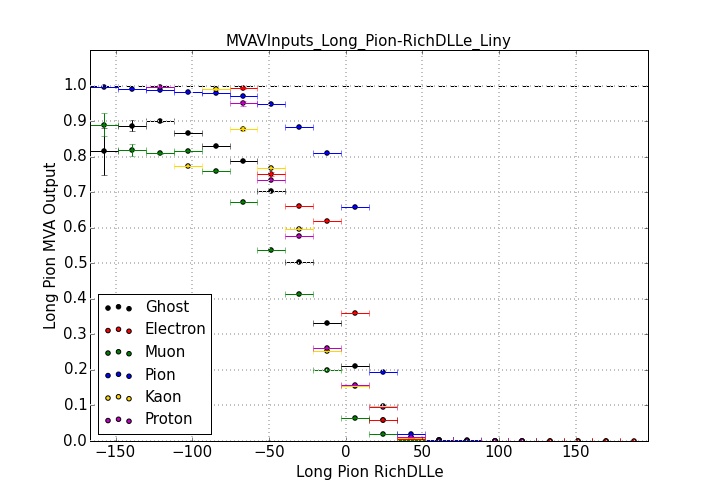 MVAVInputs_Long_Pion-RichDLLe_Liny
1.0
0.9
0.8
0.7
0.6
0.5
0.4
0.3
0.2
0.1
0.0
Long Pion MVA Output
Ghost
Electron
Muon
Pion
Kaon
Proton
−150 −100 −50 0 50 100 150
Long Pion RichDLLe